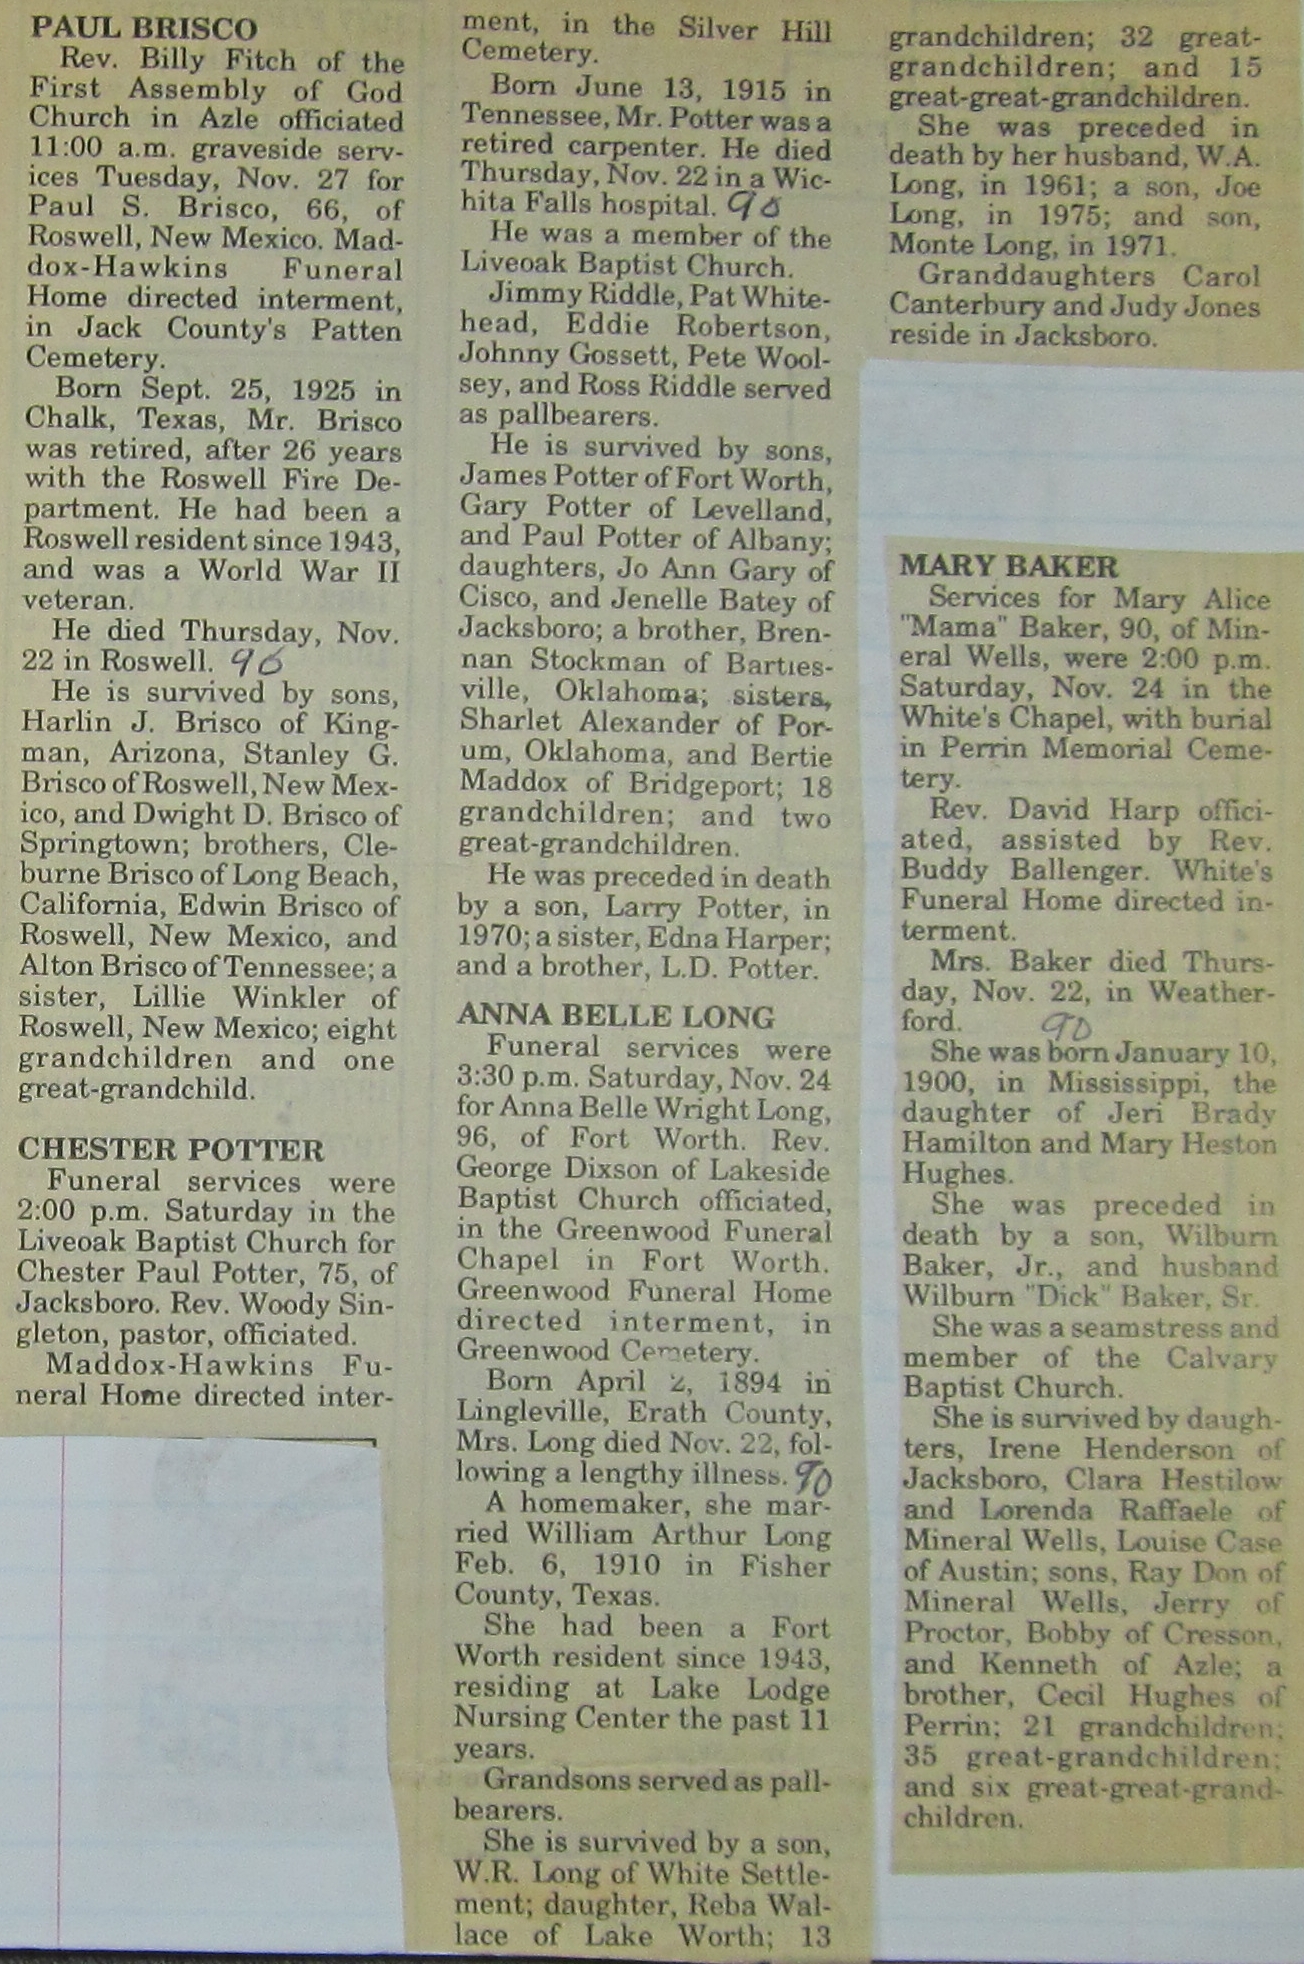 PAUL BRISCO
Rev. Billy Fitch of the
First Assembly of God
Church in Azle officiated
11:00 a.m. graveside serv-
ices Tuesday, Nov. 27 for
Paul S. Brisco, 66, of
Roswell, New Mexico. Mad-
dox-Hawkins Funeral
Home directed interment,
in Jack County's Patten
Cemetery.
Born Sept. 25, 1925 in
Chalk, Texas, Mr. Brisco
was retired, after 26 years
with the Roswell Fire De-
partment. He had been a
Roswell resident since 1943,
and was a World War II
veteran.
He died Thursday, Nov.
22 in Roswell. 90
He is survived by sons,
Harlin J. Brisco of King-
man, Arizona, Stanley G.
Brisco of Roswell, New Mex-
ico, and Dwight D. Brisco of
Springtown; brothers, Cle-
burne Brisco of Long Beach,
California, Edwin Brisco of
Roswell, New Mexico, and
Alton Brisco of Tennessee; a
sister, Lillie Winkler of
Roswell, New Mexico; eight
grandchildren and one
great-grandchild.
CHESTER POTTER
Funeral services were
2:00 p.m. Saturday in the
Liveoak Baptist Church for
Chester Paul Potter, 75, of
Jacksboro. Rev. Woody Sin-
gleton, pastor, officiated.
Maddox-Hawkins Fu-
neral Home directed inter-
ment, in the Silver Hill
Cemetery.
Born June 13, 1915 in
Tennessee, Mr. Potter was a
retired carpenter. He died
Thursday, Nov. 22 in a Wic-
hita Falls hospital. 90
He was a member of the
Liveoak Baptist Church.
Jimmy Riddle, Pat White-
head, Eddie Robertson,
Johnny Gossett, Pete Wool-
sey, and Ross Riddle served
as pallbearers.
He is survived by sons,
James Potter of Fort Worth,
Gary Potter of Levelland,
and Paul Potter of Albany;
daughters, Jo Ann Gary of
Cisco, and Jenelle Batey of
Jacksboro; a brother, Bren-
nan Stockman of Barties-
ville, Oklahoma; sisters,
Sharlet Alexander of Por-
um, Oklahoma, and Bertie
Maddox of Bridgeport; 18
grandchildren; and two
great-grandchildren.
He was preceded in death
by a son, Larry Potter, in
1970; a sister, Edna Harper;
and a brother, L.D. Potter.
ANNA BELLE LONG
Funeral services were
3:30 p.m. Saturday, Nov. 24
for Anna Belle Wright Long,
96, of Fort Worth. Rev.
George Dixson of Lakeside
Baptist Church officiated,
in the Greenwood Funeral
Chapel in Fort Worth.
Greenwood Funeral Home
directed interment, in
Greenwood Cemetery.
Born April 2, 1894 in
Lingleville, Erath County,
Mrs. Long died Nov. 22, fol-
lowing a lengthy illness. 90
A homemaker, she mar-
ried William Arthur Long
Feb. 6, 1910 in Fisher
County, Texas.
She had been a Fort
Worth resident since 1943,
residing at Lake Lodge
Nursing Center the past 11
years.
Grandsons served as pall-
bearers.
She is survived by a son,
W.R. Long of White Settle-
ment; daughter, Reba Wal-
lace of Lake Worth; 13
grandchildren; 32 great-
grandchildren; and 15
great-great-grandchildren.
She was preceded in
death by her husband, W.A.
Long, in 1961; a son, Joe
Long, in 1975; and son,
Monte Long, in 1971.
Granddaughters Carol
Canterbury and Judy Jones
reside in Jacksboro.
MARY BAKER
Services for Mary Alice
"Mama" Baker, 90, of Min-
eral Wells, were 2:00 p.m.
Saturday, Nov. 24 in the
White's Chapel, with burial
in Perrin Memorial Ceme-
tery.
Rev. David Harp offici-
ated, assisted by Rev.
Buddy Ballenger. White's
Funeral Home directed in-
terment.
Mrs. Baker died Thurs-
day, Nov. 22, in Weather-
ford. 90
She was born January 10,
1900, in Mississippi, the
daughter of Jeri Brady
Hamilton and Mary Heston
Hughes.
She was preceded in
death by a son, Wilburn
Baker, Jr., and husband
Wilburn "Dick" Baker, Sr.
She was a seamstress and
member of the Calvary
Baptist Church.
She is survived by daugh-
ters, Irene Henderson of
Jacksboro, Clara Hestilow
and Lorenda Raffaele of
Mineral Wells, Louise Case
of Austin; sons, Ray Don of
Mineral Wells, Jerry of
Proctor, Bobby of Cresson,
and Kenneth of Azle; a
brother, Cecil Hughes of
Perrin; 21 grandchildren;
35 great-grandchildren;
and six great-great-grand-
children.